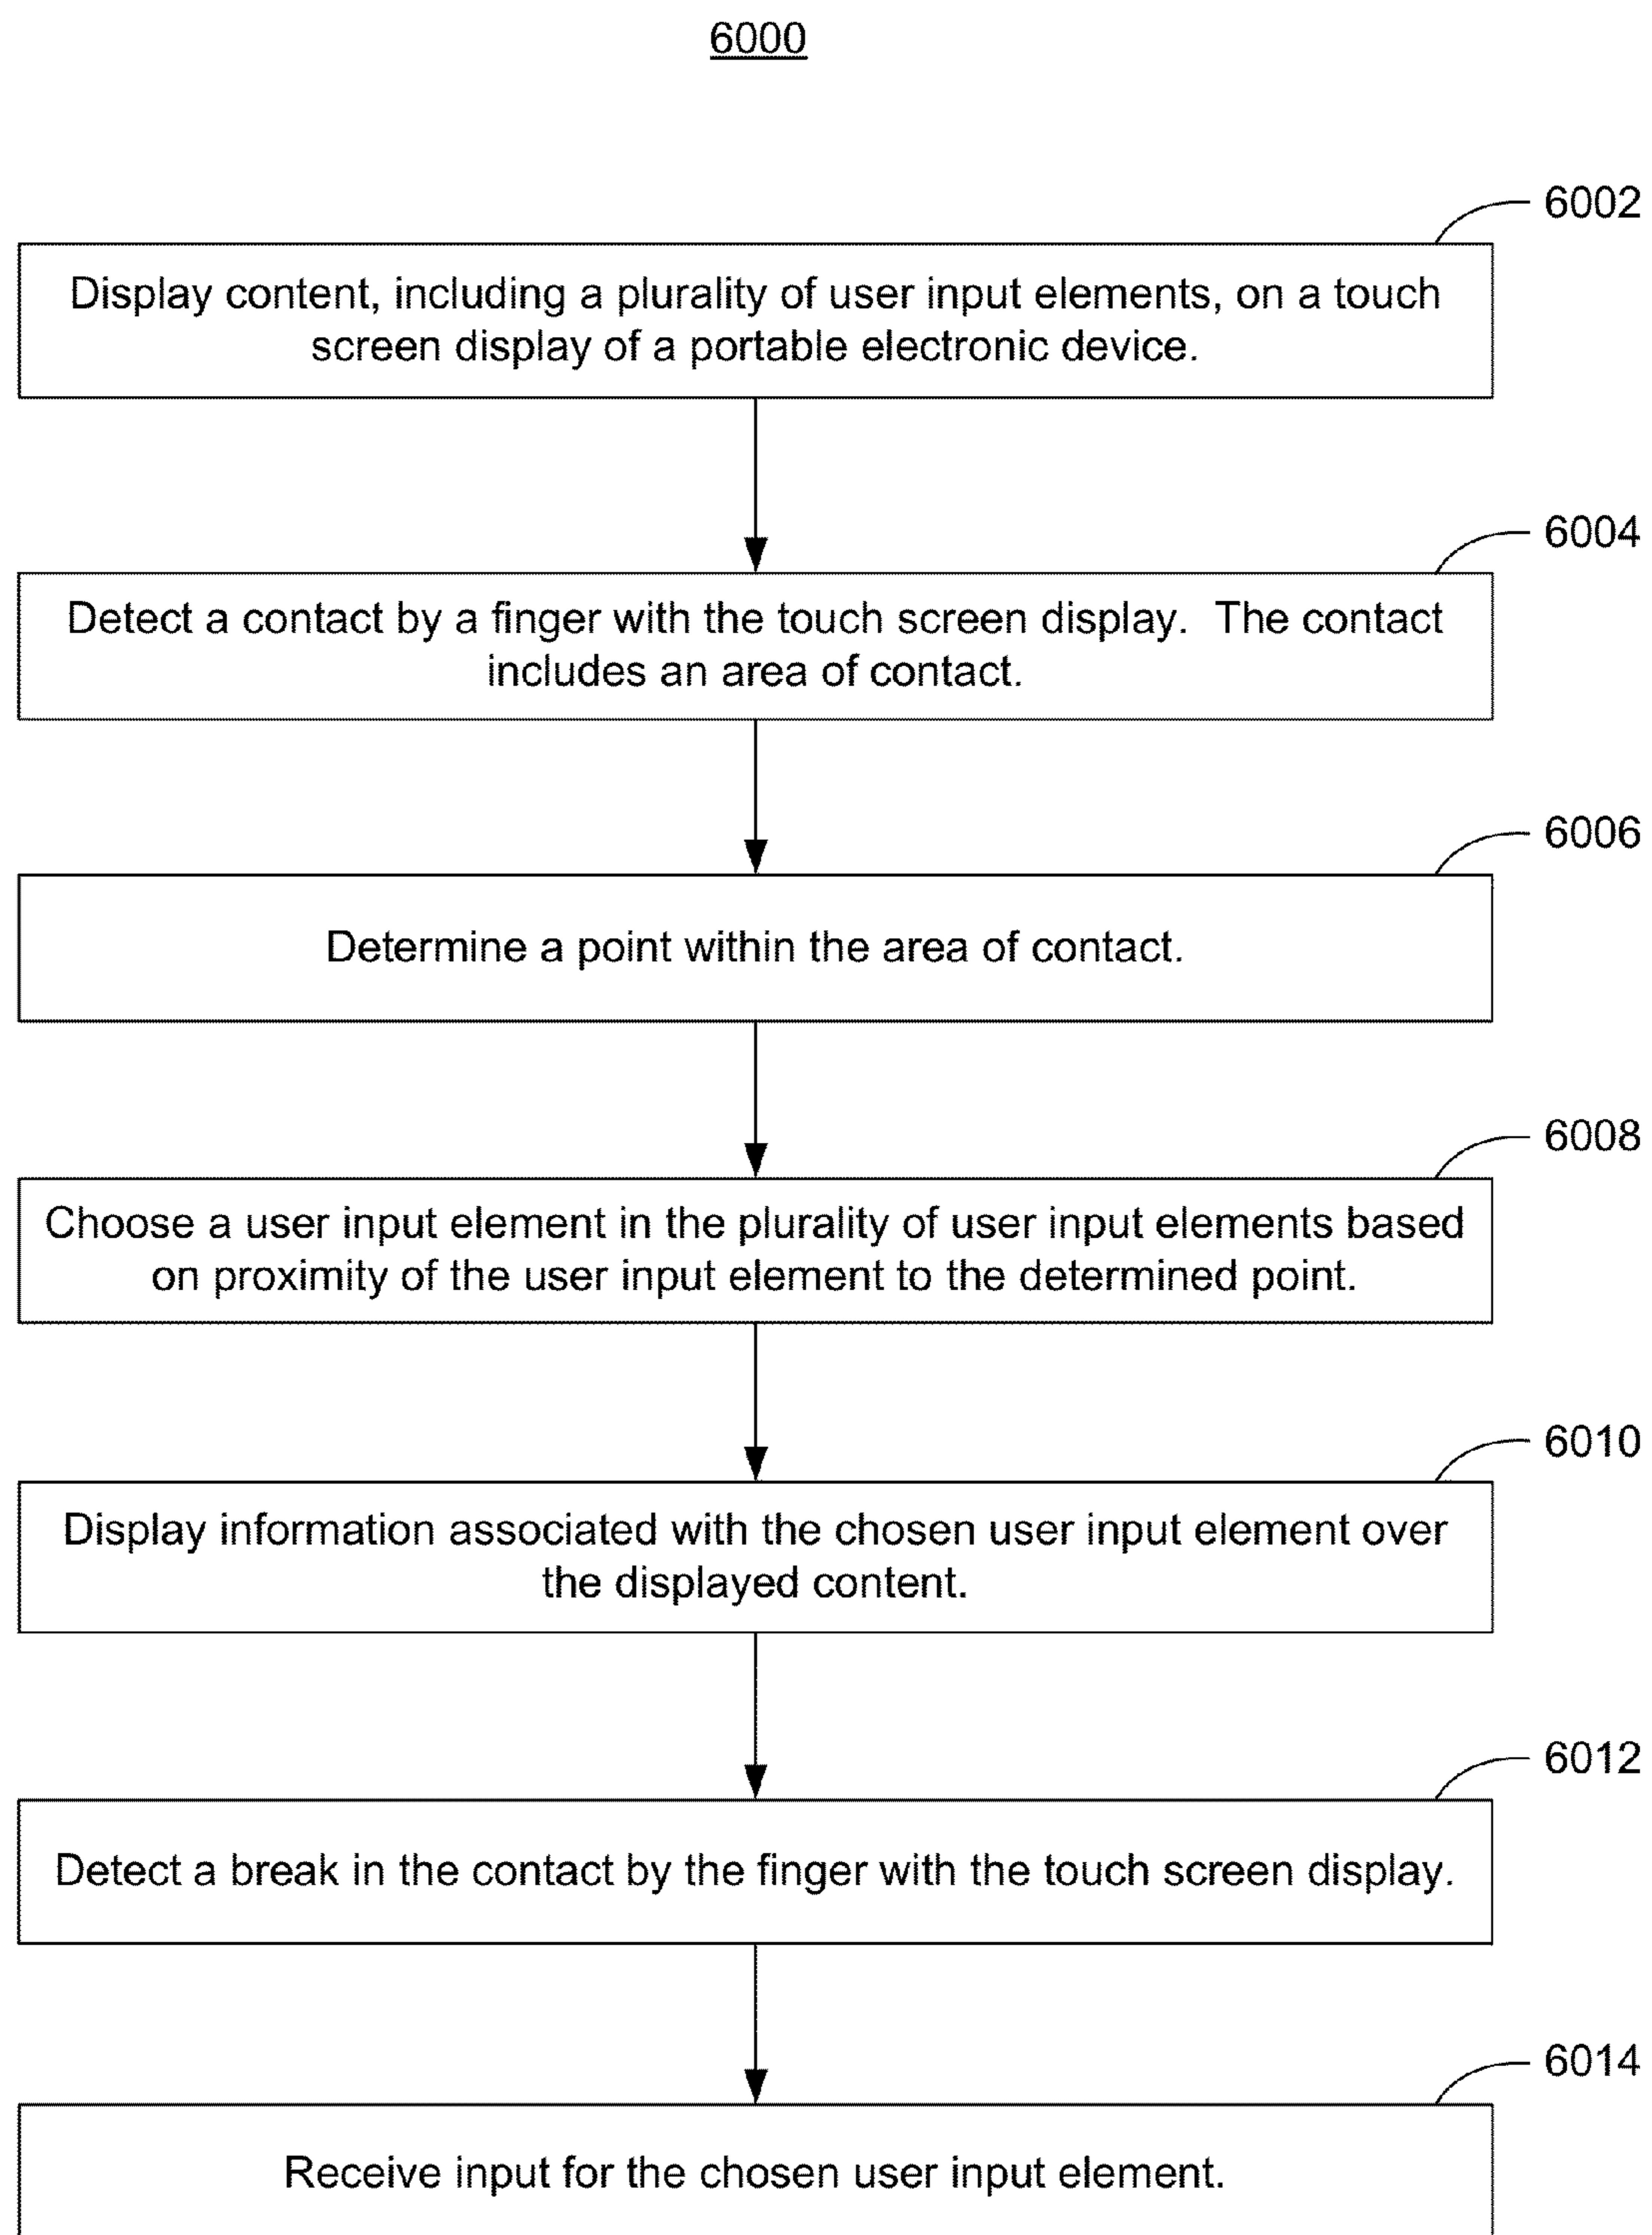 6000
6002
Display content, including a plurality of user input elements, on a touch
screen display of a portable electronic device.
6004
Detect a contact by a finger with the touch screen display.  The contact
includes an area of contact.
6006
Determine a point within the area of contact.
6008
Choose a user input element in the plurality of user input elements based
on proximity of the user input element to the determined point.
6010
Display information associated with the chosen user input element over
the displayed content.
6012
Detect a break in the contact by the finger with the touch screen display.
6014
Receive input for the chosen user input element.